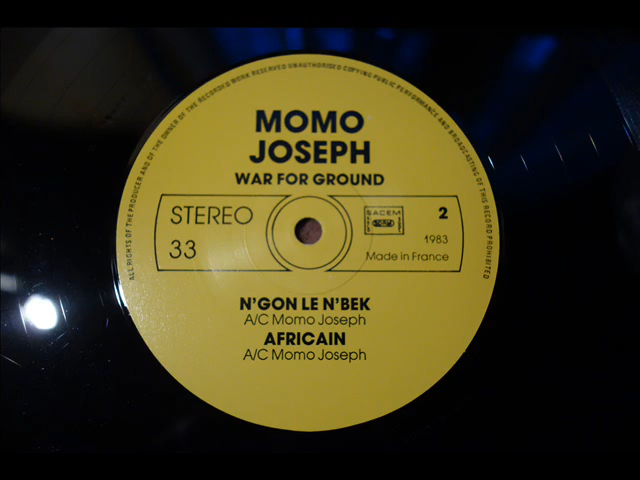 ALL RIGHTS OF THE PRODUCER AND OF THE OWNER OF THE RECORDED WORK RESERVED UNAUTHORISED COPYING PUBLIC PERFORMANCE AND BROADCASTING OF THIS RECORD PROHIBITED
MOMO
JOSEPH
WAR FOR GROUND
STEREO
33
SACEM
2
1983
Made in France
N'GON LE N'BEK
A/C Momo Joseph
AFRICAIN
A/C Momo Joseph